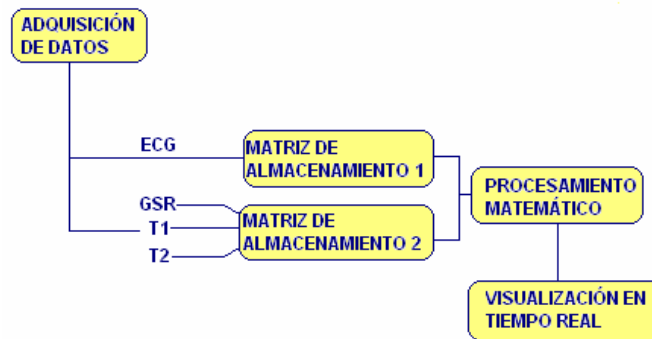 ADQUISICIÓN
DE DATOS
ECG
MATRIZ DE
ALMACENAMIENTO 1
GSR
T1
T2
MATRIZ DE
ALMACENAMIENTO 2
PROCESAMIENTO
MATEMÁTICO
VISUALIZACIÓN EN
TIEMPO REAL